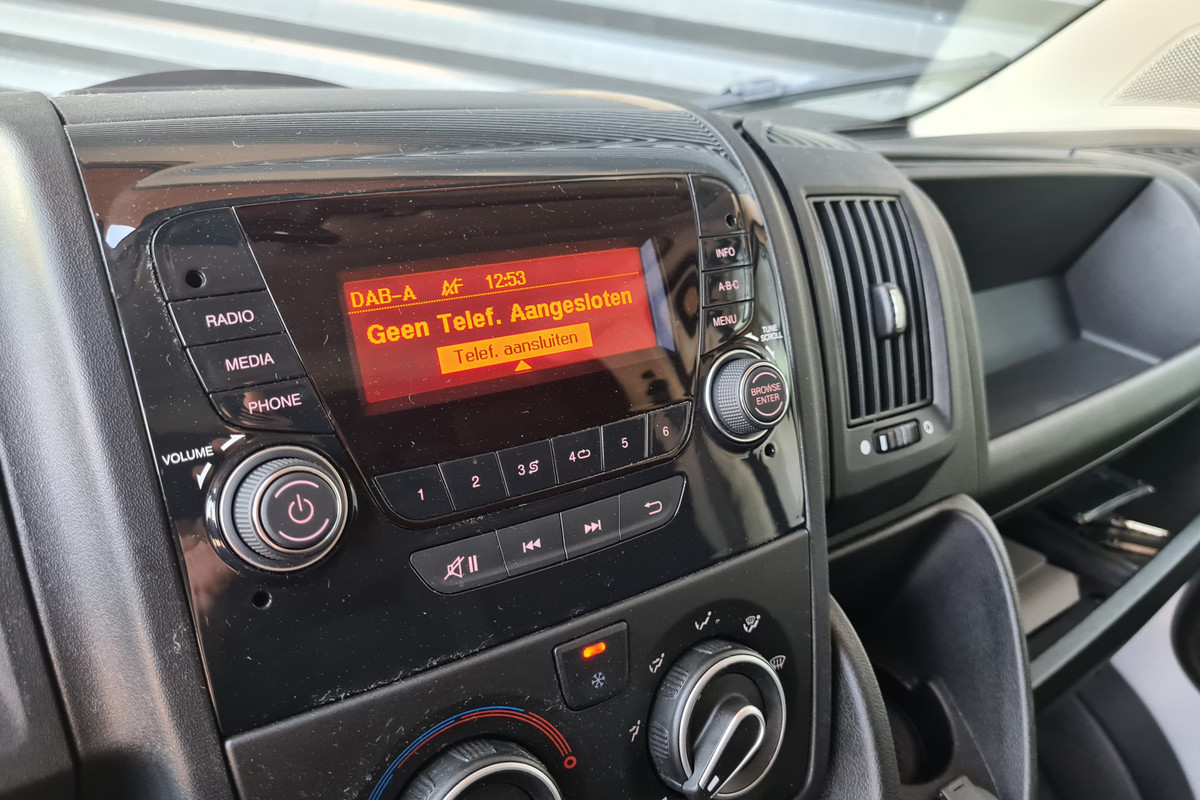 DAB-A AF 12:53
Geen Telef. Aangesloten
Telef. aansluiten
RADIO
MEDIA
PHONE
VOLUME
INFO
A-B-C
MENU
TUNE
SCROLL
BROWSE
ENTER
1 2 3 4 5 6